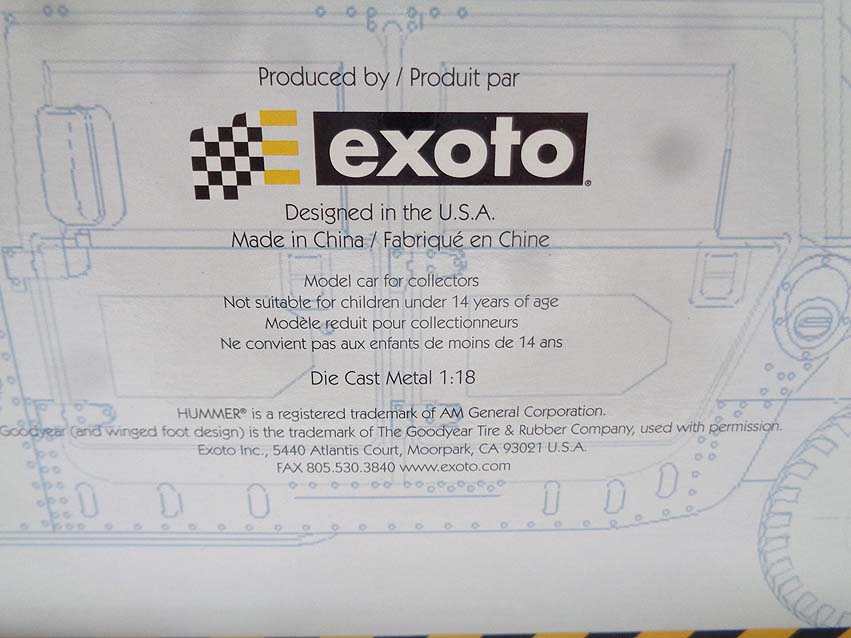 Produced by / Produit par
exoto®
Designed in the U.S.A.
Made in China / Fabriqué en Chine
Model car for collectors
Not suitable for children under 14 years of age
Modèle reduit pour collectionneurs
Ne convient pas aux enfants de moins de 14 ans
Die Cast Metal 1:18
HUMMER® is a registered trademark of AM General Corporation.
Goodyear (and winged foot design) is the trademark of The Goodyear Tire & Rubber Company, used with permission.
Exoto Inc., 5440 Atlantis Court, Moorpark, CA 93021 U.S.A.
FAX 805.530.3840 www.exoto.com